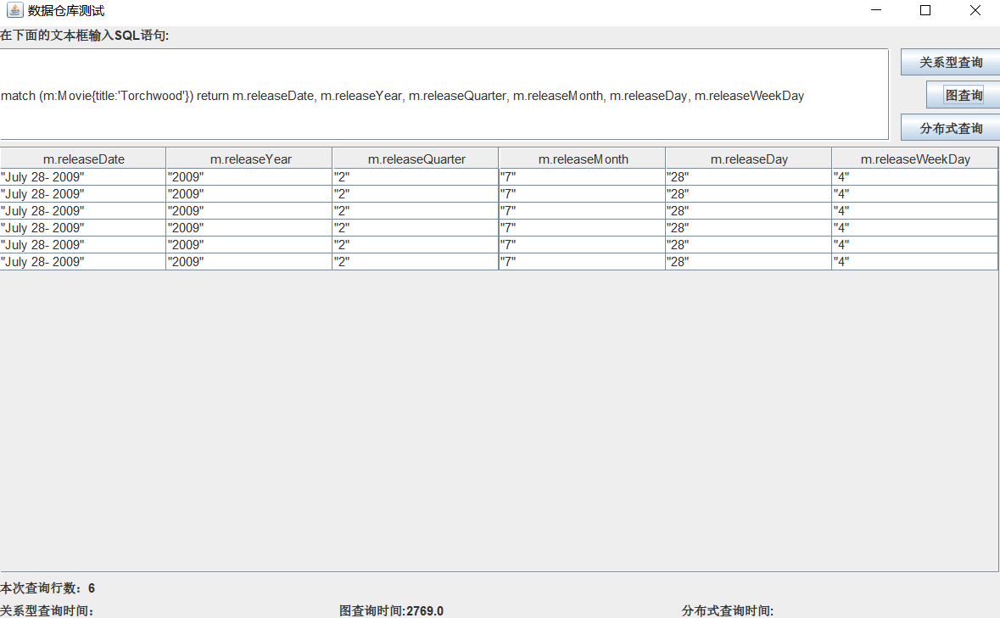 数据仓库测试
在下面的文本框输入SQL语句:
match (m:Movie{title:'Torchwood'}) return m.releaseDate, m.releaseYear, m.releaseQuarter, m.releaseMonth, m.releaseDay, m.releaseWeekDay
关系型查询
图查询
分布式查询
m.releaseDate m.releaseYear m.releaseQuarter m.releaseMonth m.releaseDay m.releaseWeekDay
"July 28- 2009" "2009" "2" "7" "28" "4"
"July 28- 2009" "2009" "2" "7" "28" "4"
"July 28- 2009" "2009" "2" "7" "28" "4"
"July 28- 2009" "2009" "2" "7" "28" "4"
"July 28- 2009" "2009" "2" "7" "28" "4"
"July 28- 2009" "2009" "2" "7" "28" "4"
本次查询行数：6
关系型查询时间： 图查询时间:2769.0 分布式查询时间: